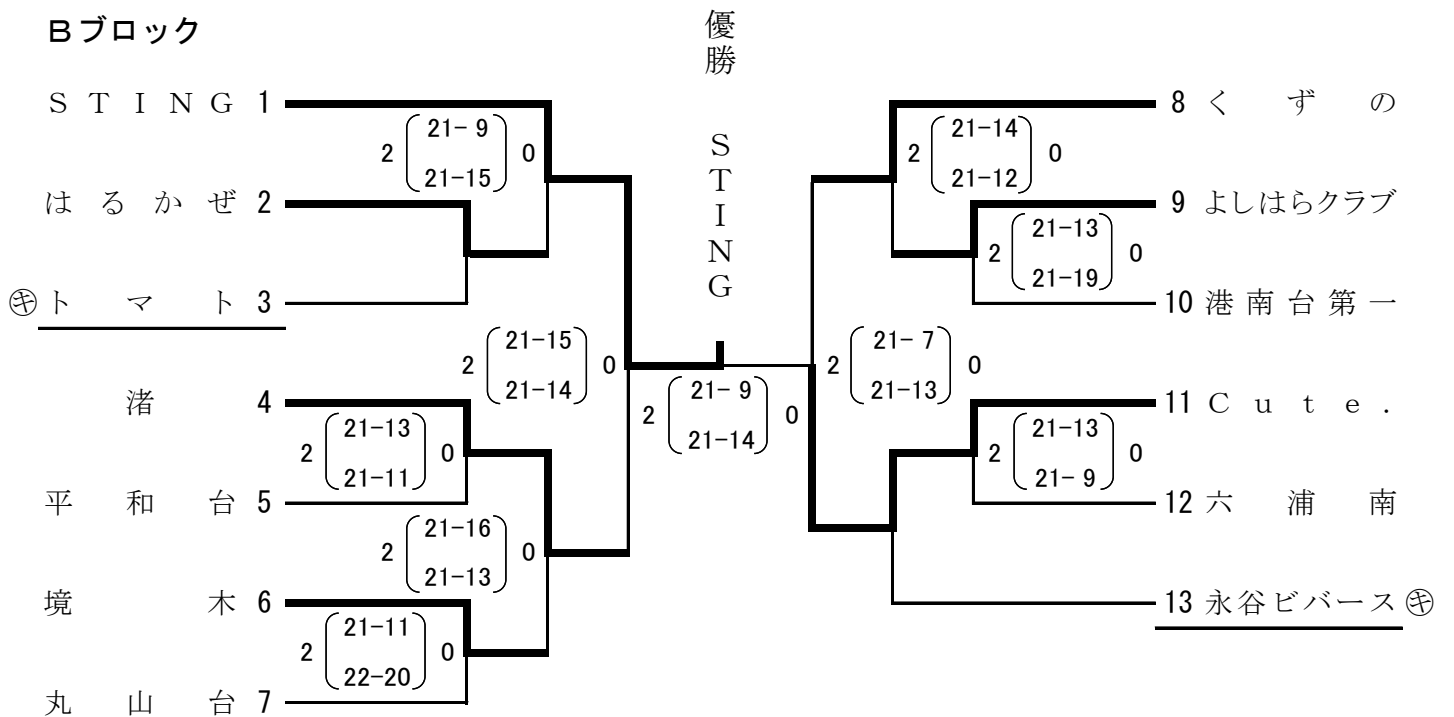 Bブロック
優勝 STING
STING 1
2 21- 9 0
21-15
はるかぜ 2
㋖トマト 3
2 21-15 0
21-14
渚 4
2 21-13 0
21-11
平和台 5
2 21-16 0
21-13
境木 6
2 21-11 0
22-20
丸山台 7
2 21- 9 0
21-14
8 くずの
2 21-14 0
21-12
9 よしはらクラブ
2 21-13 0
21-19
10 港南台第一
2 21- 7 0
21-13
11 Cute.
2 21-13 0
21- 9
12 六浦南
13 永谷ビバース㋖